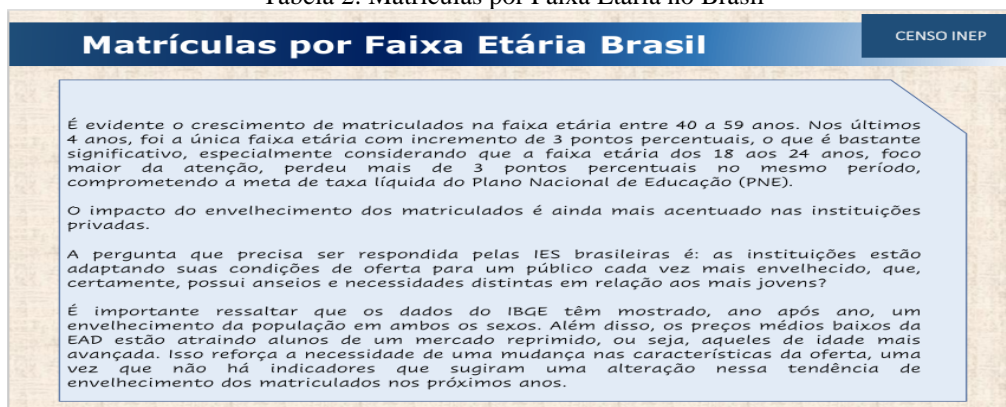 Tabela 2: Matrículas por Faixa Etária no Brasil
Matrículas por Faixa Etária Brasil
CENSO INEP
É evidente o crescimento de matriculados na faixa etária entre 40 a 59 anos. Nos últimos
4 anos, foi a única faixa etária com incremento de 3 pontos percentuais, o que é bastante
significativo, especialmente considerando que a faixa etária dos 18 aos 24 anos, foco
maior da atenção, perdeu mais de 3 pontos percentuais no mesmo período,
comprometendo a meta de taxa líquida do Plano Nacional de Educação (PNE).
O impacto do envelhecimento dos matriculados é ainda mais acentuado nas instituições
privadas.
A pergunta que precisa ser respondida pelas IES brasileiras é: as instituições estão
adaptando suas condições de oferta para um público cada vez mais envelhecido, que,
certamente, possui anseios e necessidades distintas em relação aos mais jovens?
É importante ressaltar que os dados do IBGE têm mostrado, ano após ano, um
envelhecimento da população em ambos os sexos. Além disso, os preços médios baixos da
EAD estão atraindo alunos de um mercado reprimido, ou seja, aqueles de idade mais
avançada. Isso reforça a necessidade de uma mudança nas características da oferta, uma
vez que não há indicadores que sugiram uma alteração nessa tendência de
envelhecimento dos matriculados nos próximos anos.